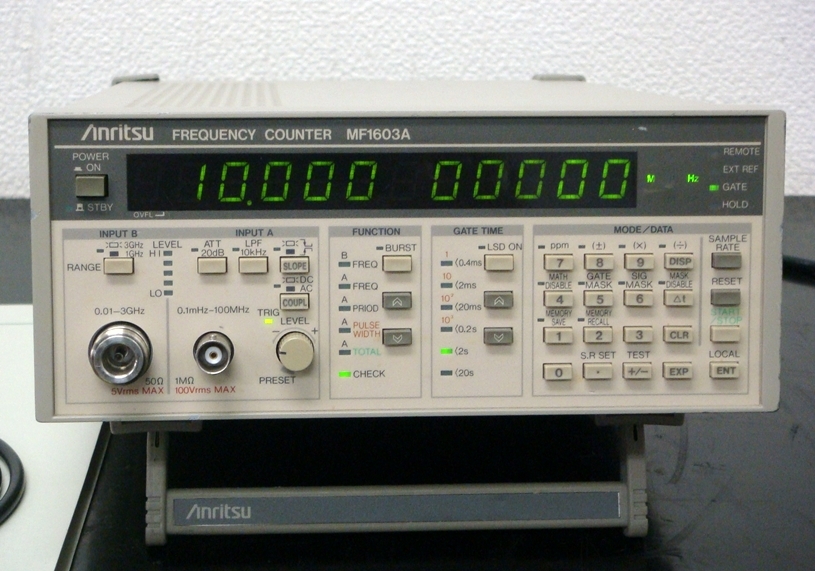 Anritsu FREQUENCY COUNTER MF1603A
POWER
ON
STBY
OVFL
10.000 00000 M Hz
REMOTE
EXT REF
GATE
HOLD
INPUT B
3GHz
1GHz
RANGE
0.01–3GHz
50Ω
5Vrms MAX
LEVEL
HI
LO
INPUT A
ATT
20dB
LPF
10kHz
SLOPE
DC
AC
COUPL
0.1mHz–100MHz
TRIG
LEVEL
− +
PRESET
1MΩ
100Vrms MAX
FUNCTION
BURST
B
FREQ
A
FREQ
A
PRIOD
A
PULSE
WIDTH
A
TOTAL
CHECK
GATE TIME
LSD ON
1
(0.4ms
10
(2ms
(20ms
(0.2s
(2s
(20s
MODE/DATA
ppm (±) (×) (÷)
7 8 9 DISP
MATH DISABLE
GATE MASK
SIG MASK
MASK DISABLE
4 5 6 Δt
MEMORY SAVE
MEMORY RECALL
1 2 3 CLR
S.R SET TEST
0 · +/− EXP
SAMPLE
RATE
RESET
START
LOCAL
ENT
Anritsu